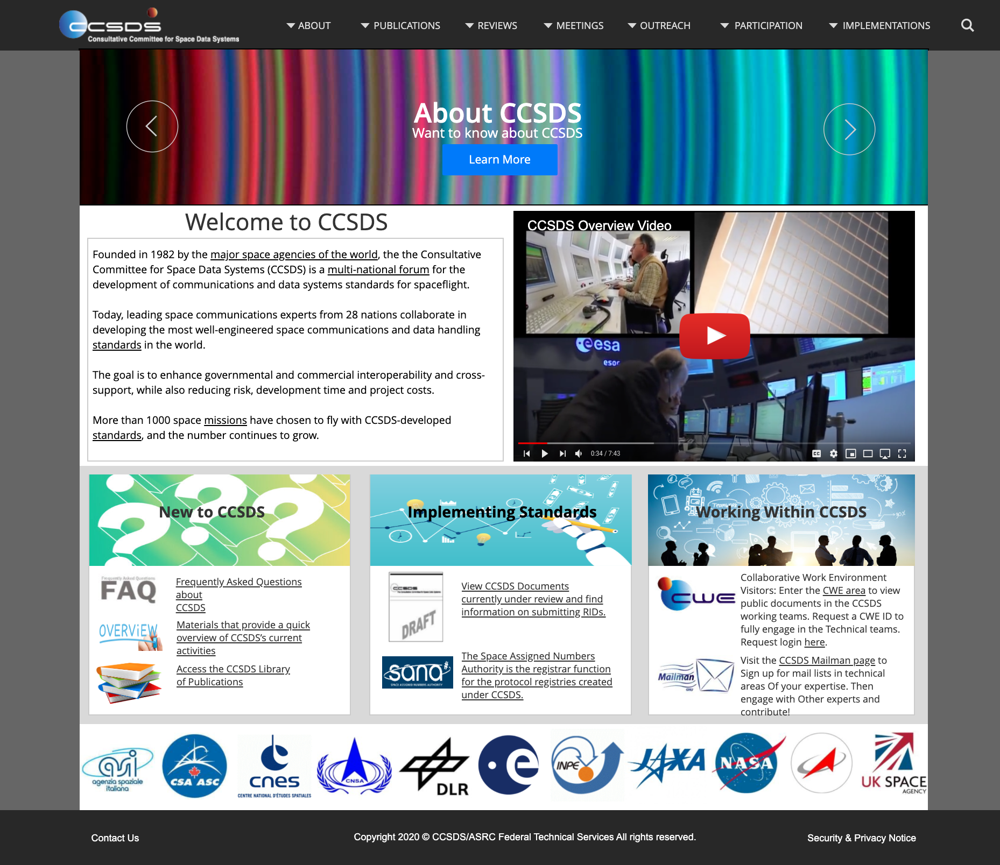 CCSDS
Consultative Committee for Space Data Systems
ABOUT
PUBLICATIONS
REVIEWS
MEETINGS
OUTREACH
PARTICIPATION
IMPLEMENTATIONS
About CCSDS
Want to know about CCSDS
Learn More
Welcome to CCSDS
Founded in 1982 by the major space agencies of the world, the the Consultative
Committee for Space Data Systems (CCSDS) is a multi-national forum for the
development of communications and data systems standards for spaceflight.
Today, leading space communications experts from 28 nations collaborate in
developing the most well-engineered space communications and data handling
standards in the world.
The goal is to enhance governmental and commercial interoperability and cross-
support, while also reducing risk, development time and project costs.
More than 1000 space missions have chosen to fly with CCSDS-developed
standards, and the number continues to grow.
CCSDS Overview Video
esa
esoc
0:34 / 7:43
CC
New to CCSDS
Frequently Asked Questions
FAQ
Frequently Asked Questions
about
CCSDS
OVERViEW
Materials that provide a quick
overview of CCSDS's current
activities
Access the CCSDS Library
of Publications
Implementing Standards
CCSDS
The Consultative Committee for Space Data Systems
DRAFT
View CCSDS Documents
currently under review and find
information on submitting RIDs.
sana#
SPACE ASSIGNED NUMBERS AUTHORITY
The Space Assigned Numbers
Authority is the registrar function
for the protocol registries created
under CCSDS.
Working Within CCSDS
CWE
Collaborative Work Environment
Visitors: Enter the CWE area to view
public documents in the CCSDS
working teams. Request a CWE ID to
fully engage in the Technical teams.
Request login here.
Mailman
GNU
Visit the CCSDS Mailman page to
Sign up for mail lists in technical
areas Of your expertise. Then
engage with Other experts and
contribute!
asi
agenzia spaziale
italiana
CSA ASC
cnes
CENTRE NATIONAL D'ÉTUDES SPATIALES
CNSA
DLR
e
INPE
JAXA
NASA
UK SPACE
AGENCY
Contact Us
Copyright 2020 © CCSDS/ASRC Federal Technical Services All rights reserved.
Security & Privacy Notice